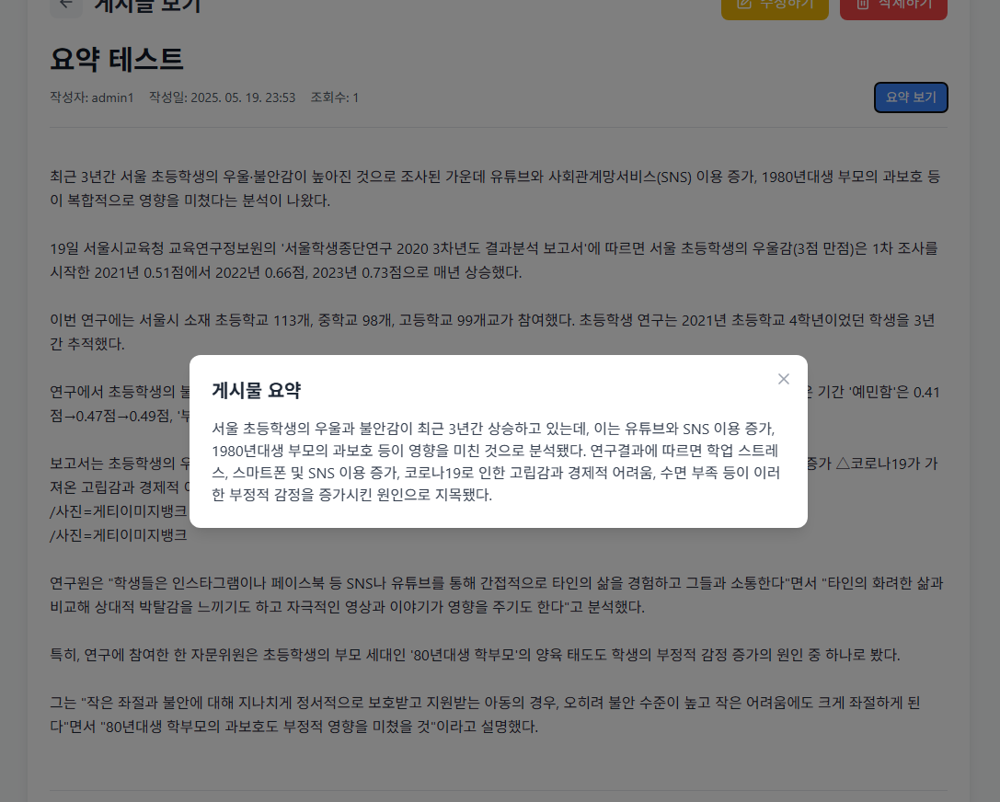 게시물 보기
수정하기
삭제하기
요약 테스트
작성자: admin1 작성일: 2025. 05. 19. 23:53 조회수: 1
요약 보기
최근 3년간 서울 초등학생의 우울·불안감이 높아진 것으로 조사된 가운데 유튜브와 사회관계망서비스(SNS) 이용 증가, 1980년대생 부모의 과보호 등
이 복합적으로 영향을 미쳤다는 분석이 나왔다.
19일 서울시교육청 교육연구정보원의 '서울학생종단연구 2020 3차년도 결과분석 보고서'에 따르면 서울 초등학생의 우울감(3점 만점)은 1차 조사를
시작한 2021년 0.51점에서 2022년 0.66점, 2023년 0.73점으로 매년 상승했다.
이번 연구에는 서울시 소재 초등학교 113개, 중학교 98개, 고등학교 99개교가 참여했다. 초등학생 연구는 2021년 초등학교 4학년이었던 학생을 3년
간 추적했다.
연구에서 초등학생의 기간 '예민함'은 0.41
점→0.47점→0.49점,
게시물 요약
서울 초등학생의 우울과 불안감이 최근 3년간 상승하고 있는데, 이는 유튜브와 SNS 이용 증가,
1980년대생 부모의 과보호 등이 영향을 미친 것으로 분석됐다. 연구결과에 따르면 학업 스트레
스, 스마트폰 및 SNS 이용 증가, 코로나19로 인한 고립감과 경제적 어려움, 수면 부족 등이 이러
한 부정적 감정을 증가시킨 원인으로 지목됐다.
보고서는 초등학생의 증가 △코로나19가 가
져온 고립감과 경제적
/사진=게티이미지뱅크
/사진=게티이미지뱅크
연구원은 "학생들은 인스타그램이나 페이스북 등 SNS나 유튜브를 통해 간접적으로 타인의 삶을 경험하고 그들과 소통한다"면서 "타인의 화려한 삶과
비교해 상대적 박탈감을 느끼기도 하고 자극적인 영상과 이야기가 영향을 주기도 한다"고 분석했다.
특히, 연구에 참여한 한 자문위원은 초등학생의 부모 세대인 '80년대생 학부모'의 양육 태도도 학생의 부정적 감정 증가의 원인 중 하나로 봤다.
그는 "작은 좌절과 불안에 대해 지나치게 정서적으로 보호받고 지원받는 아동의 경우, 오히려 불안 수준이 높고 작은 어려움에도 크게 좌절하게 된
다"면서 "80년대생 학부모의 과보호도 부정적 영향을 미쳤을 것"이라고 설명했다.